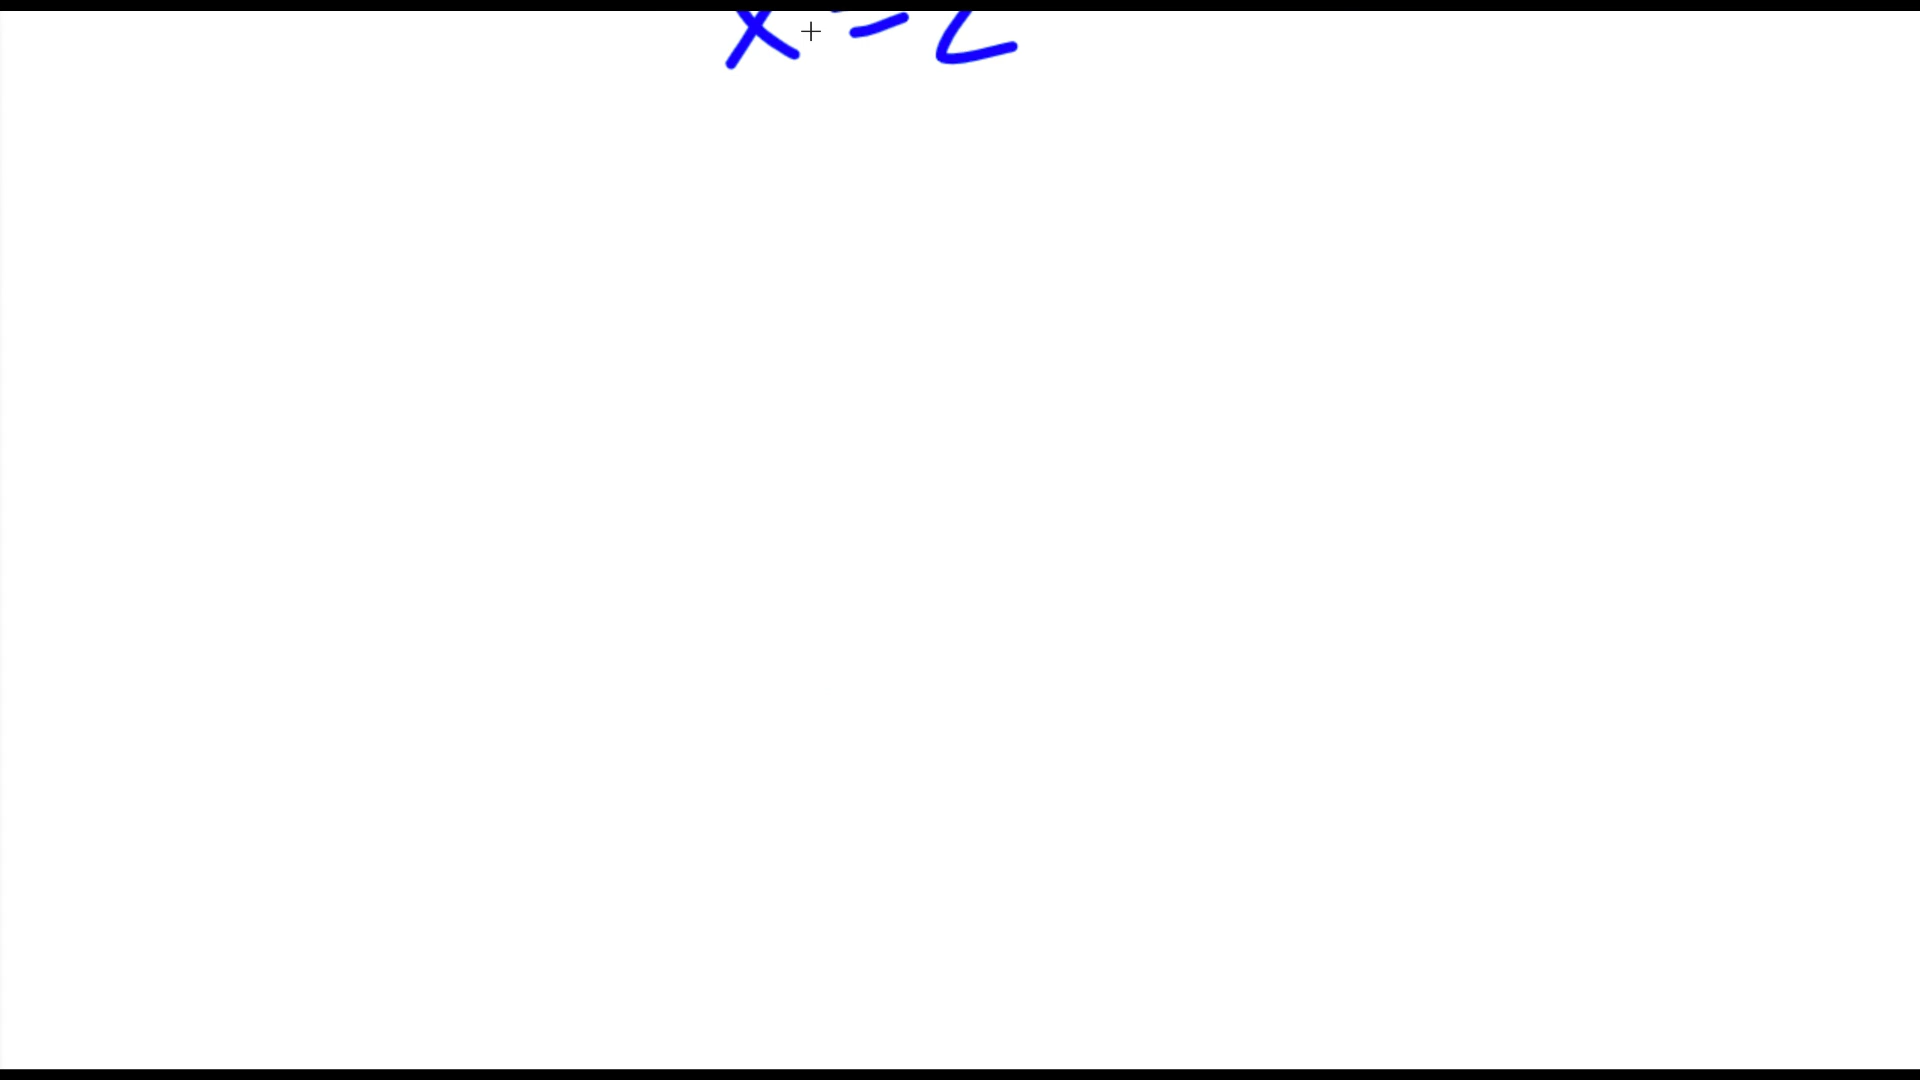 x = 2